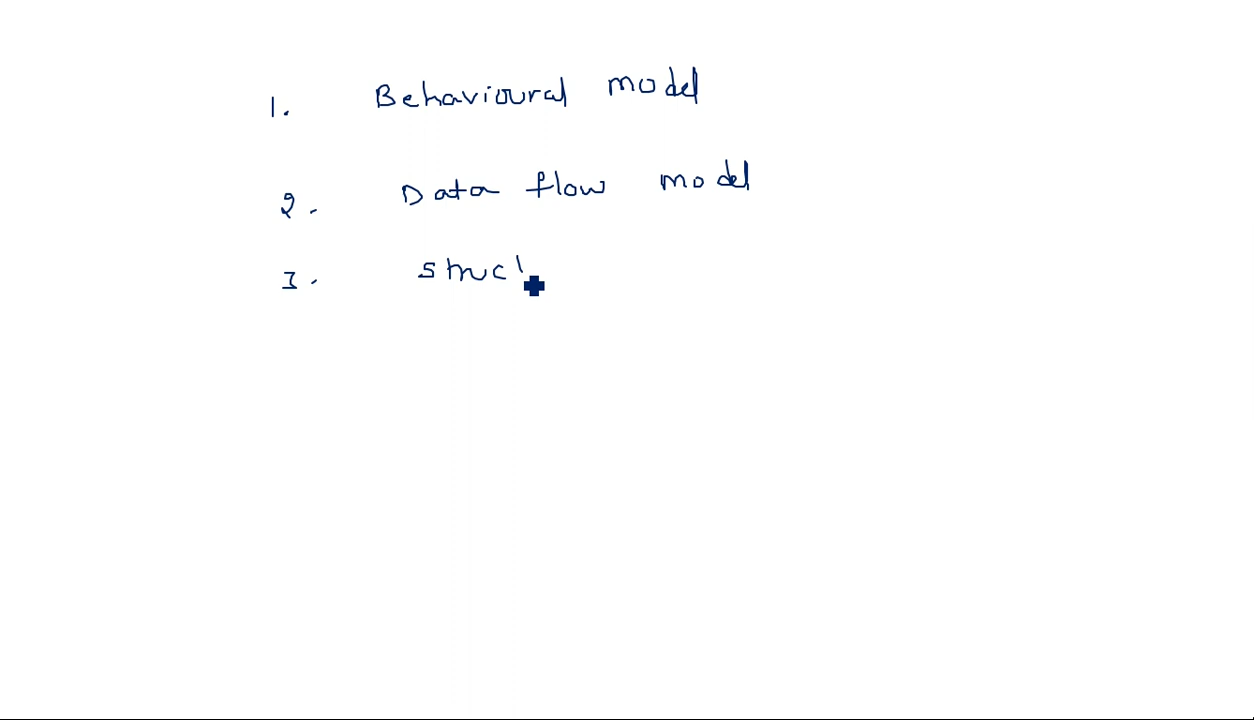 1. Behavioural model
2. Data flow model
3. struc